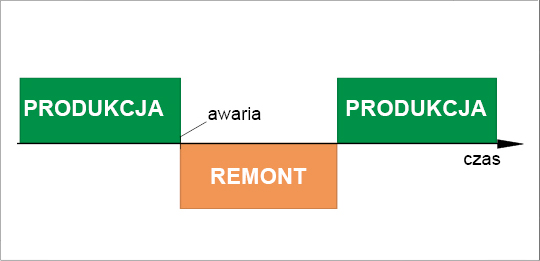 PRODUKCJA
awaria
PRODUKCJA
czas
REMONT